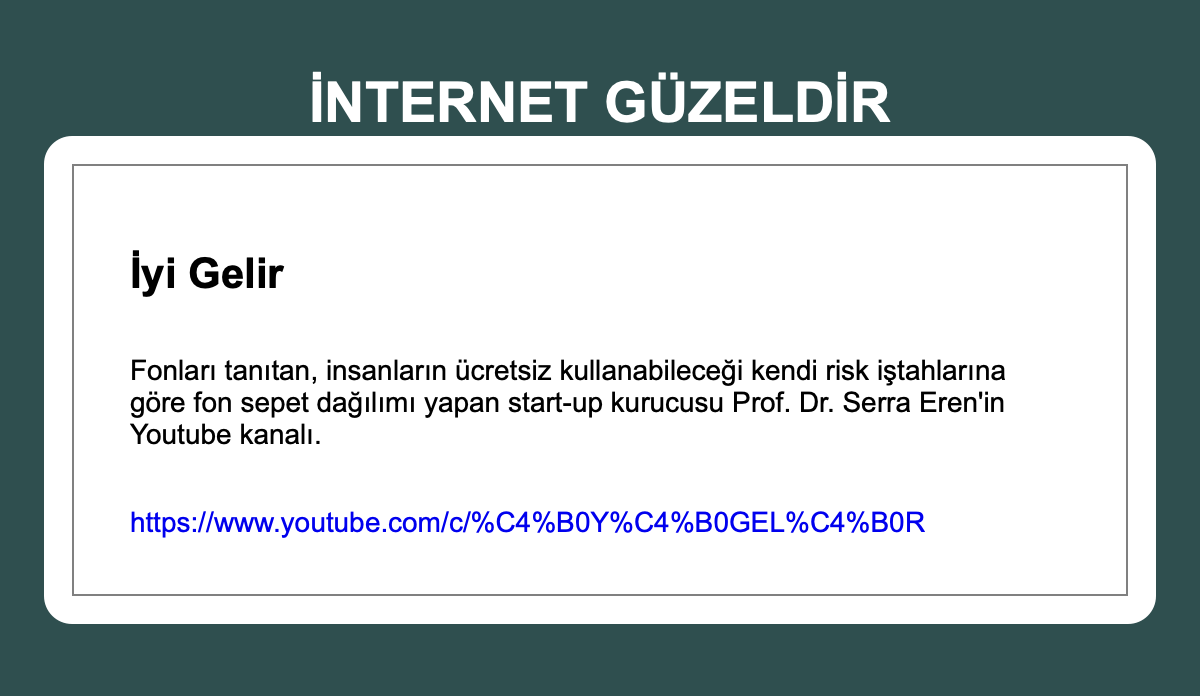 İNTERNET GÜZELDİR
İyi Gelir
Fonları tanıtan, insanların ücretsiz kullanabileceği kendi risk iştahlarına
göre fon sepet dağılımı yapan start-up kurucusu Prof. Dr. Serra Eren'in
Youtube kanalı.
https://www.youtube.com/c/%C4%B0Y%C4%B0GEL%C4%B0R